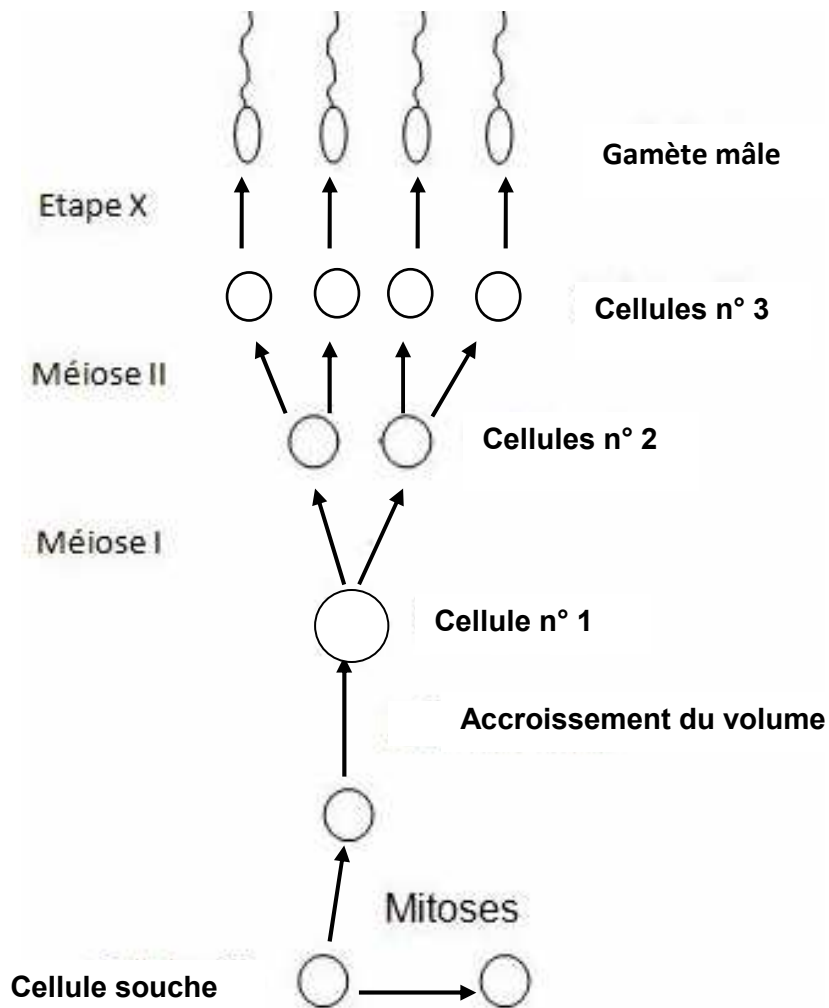 Gamète mâle
Etape X
Cellules n° 3
Méiose II
Cellules n° 2
Méiose I
Cellule n° 1
Accroissement du volume
Mitoses
Cellule souche